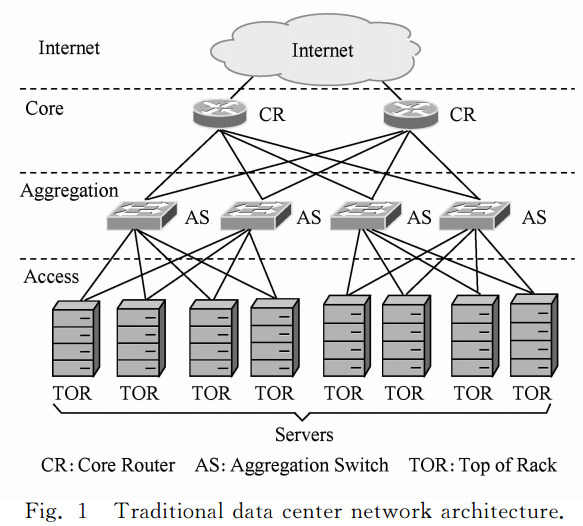 Internet
Internet
Core
CR
CR
Aggregation
AS
AS
AS
AS
Access
TOR
TOR
TOR
TOR
TOR
TOR
TOR
TOR
Servers
CR: Core Router AS: Aggregation Switch TOR: Top of Rack
Fig. 1 Traditional data center network architecture.